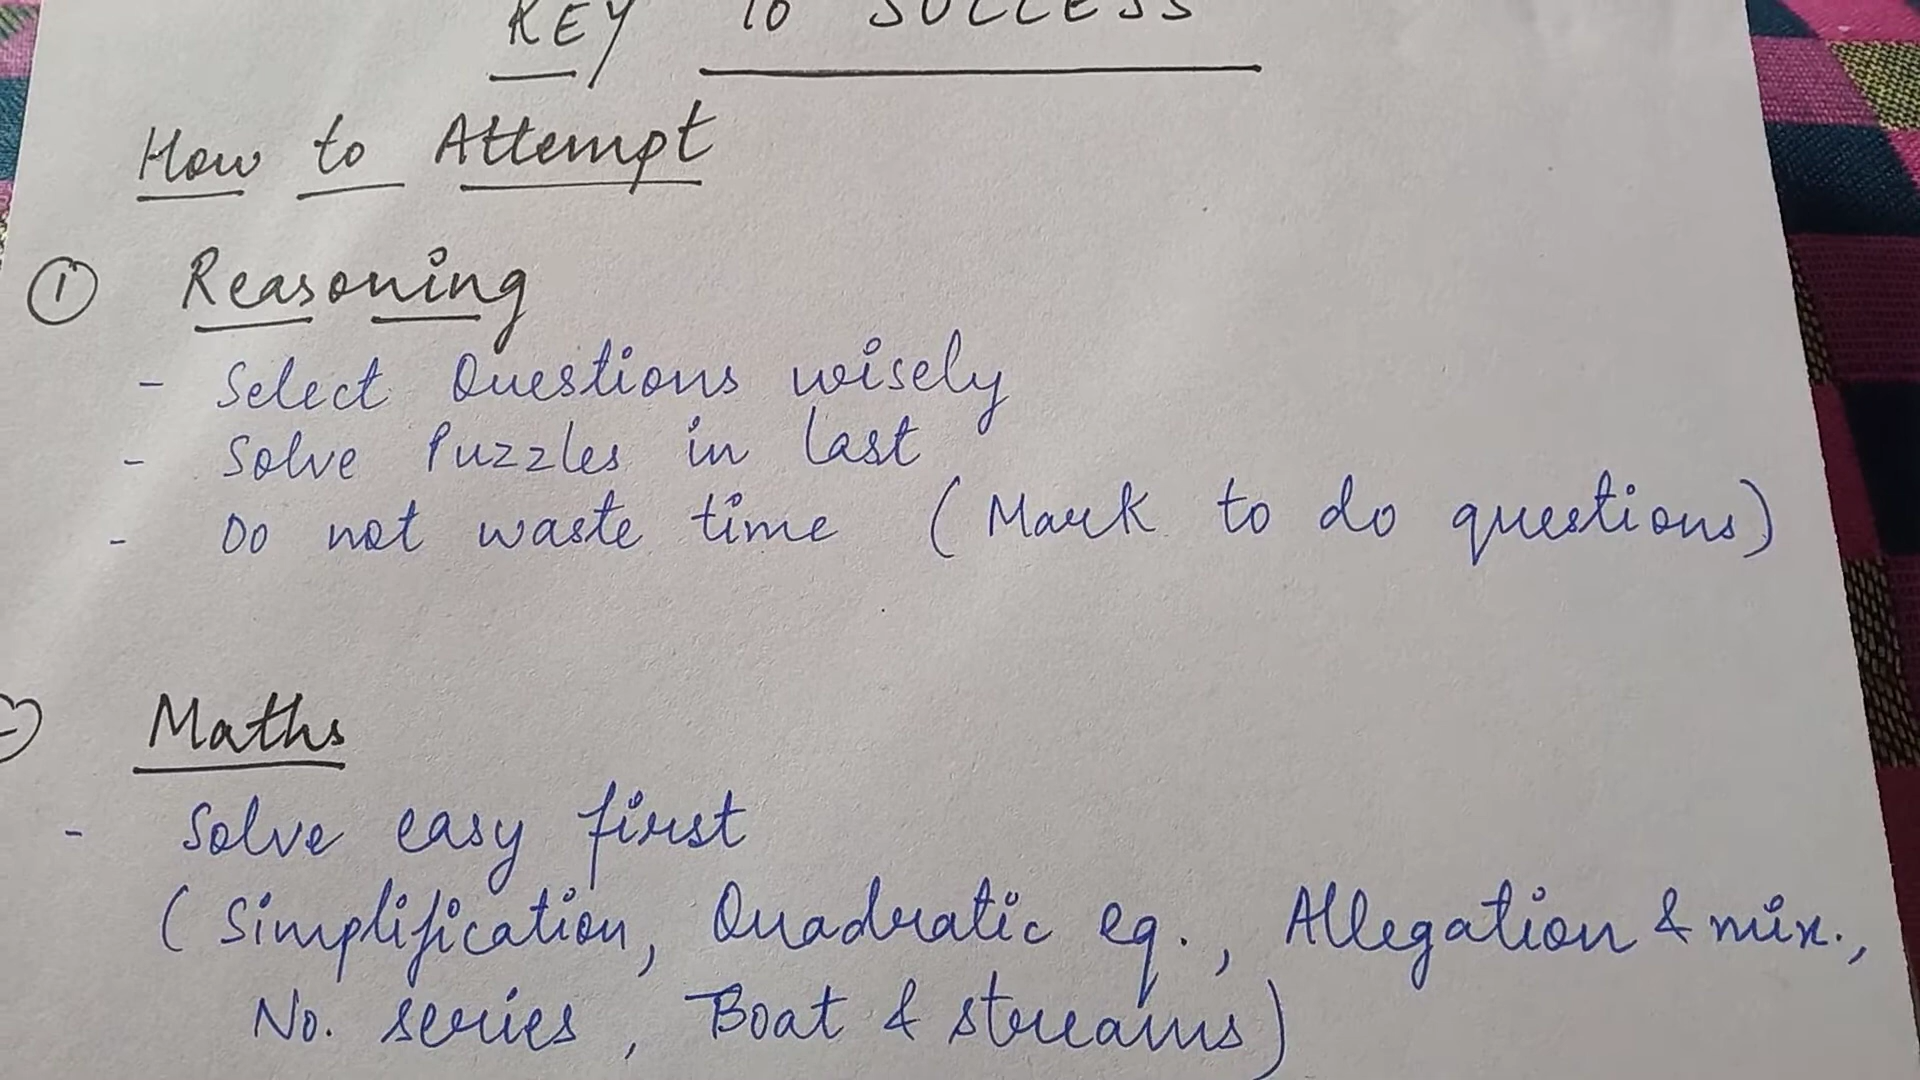 KEY TO SUCCESS
How to Attempt
① Reasoning
- Select Questions wisely
- Solve Puzzles in last
- Do not waste time (Mark to do questions)
Maths
- Solve easy first
(Simplification, Quadratic eq., Allegation & mix.,
No. series, Boat & streams)